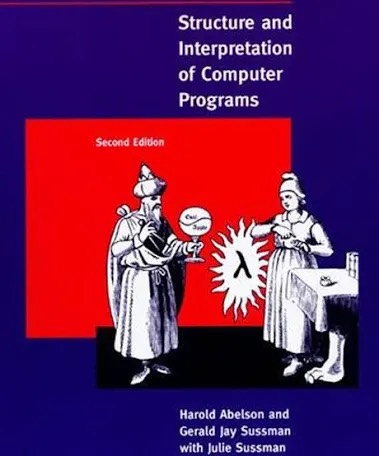 Structure and
Interpretation
of Computer
Programs
Second Edition
λ
Harold Abelson and
Gerald Jay Sussman
with Julie Sussman